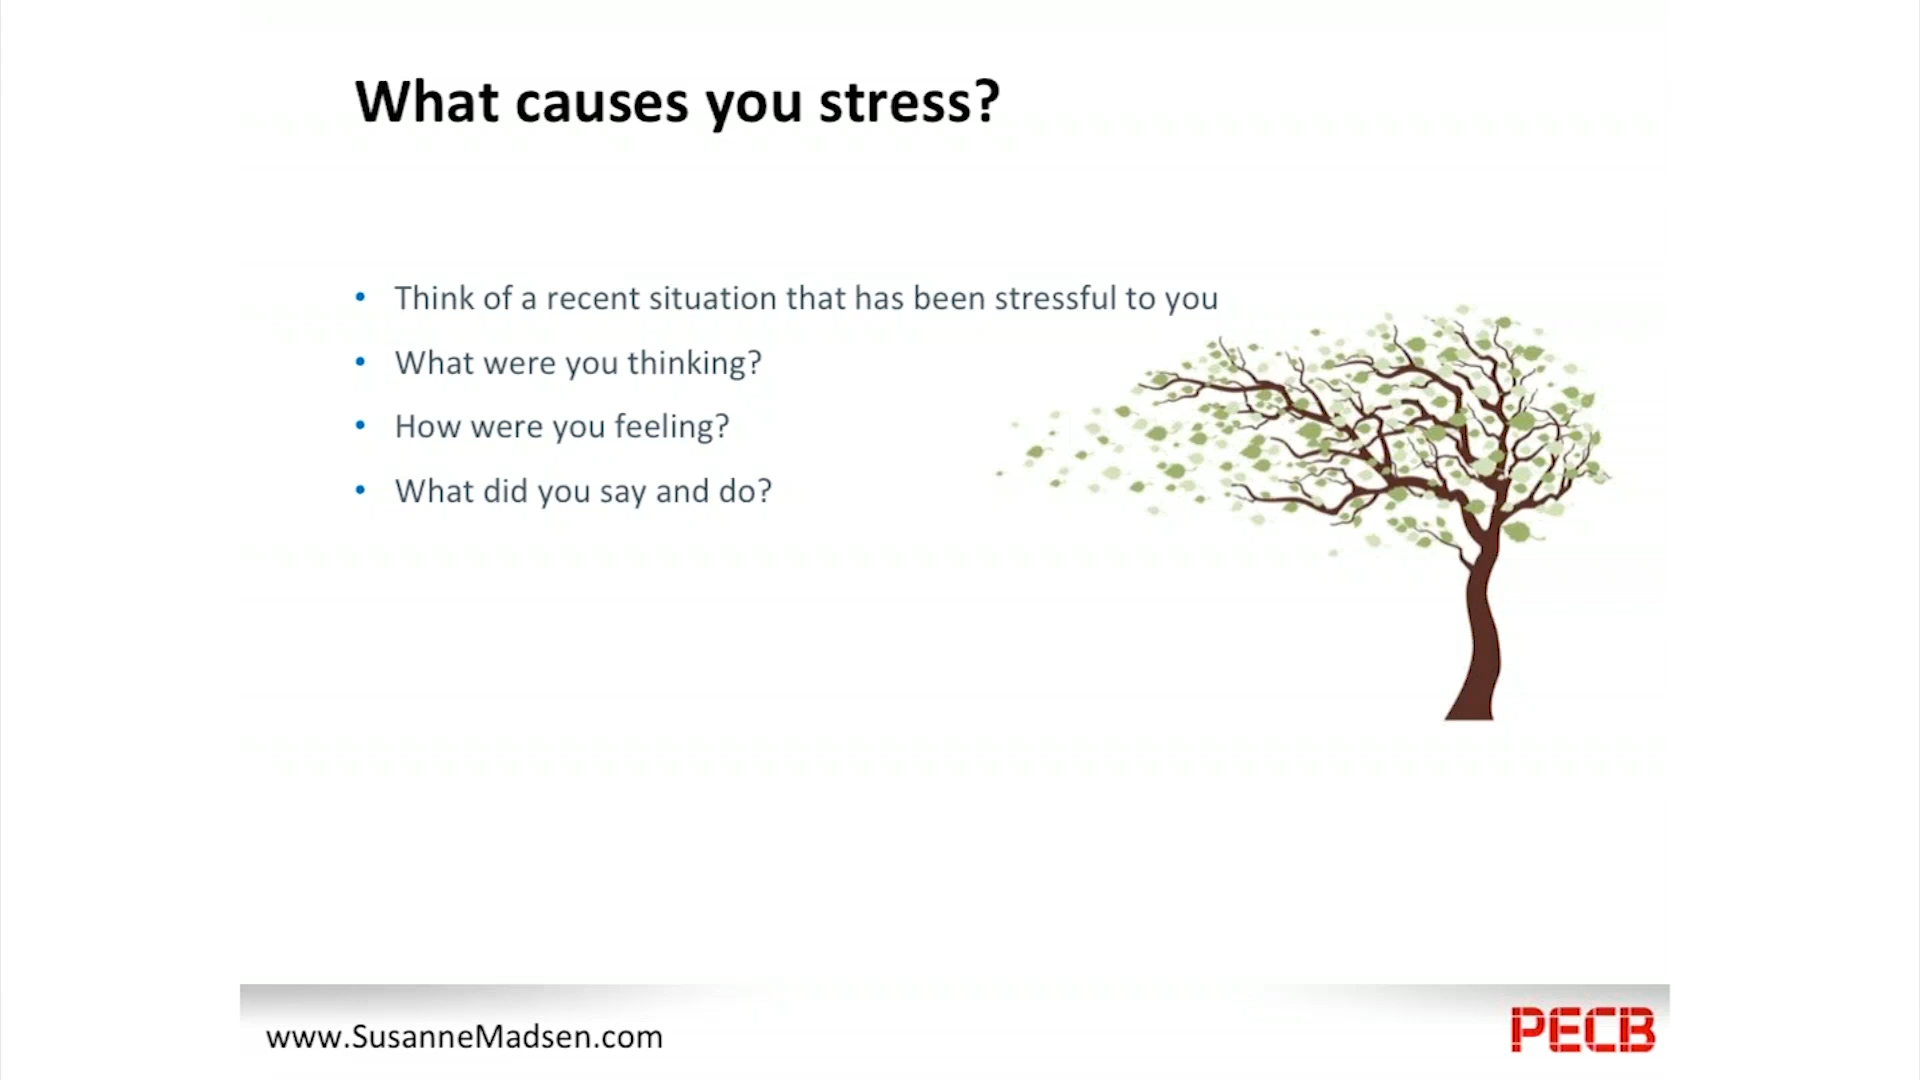 What causes you stress?
• Think of a recent situation that has been stressful to you
• What were you thinking?
• How were you feeling?
• What did you say and do?
www.SusanneMadsen.com
PECB